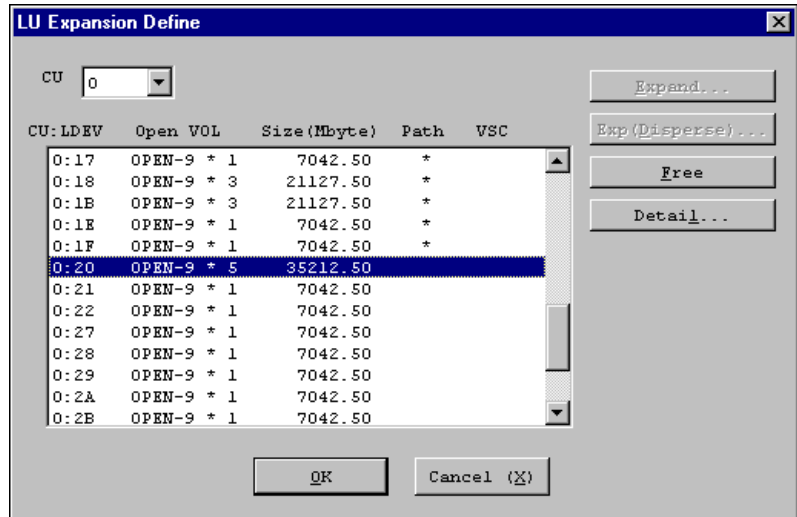 LU Expansion Define
CU 0
Expand...
CU:LDEV Open VOL Size(Mbyte) Path VSC
Exp(Disperse)...
0:17 OPEN-9 * 1 7042.50 *
0:18 OPEN-9 * 3 21127.50 *
Free
0:1B OPEN-9 * 3 21127.50 *
0:1E OPEN-9 * 1 7042.50 *
Detail...
0:1F OPEN-9 * 1 7042.50 *
0:20 OPEN-9 * 5 35212.50
0:21 OPEN-9 * 1 7042.50
0:22 OPEN-9 * 1 7042.50
0:27 OPEN-9 * 1 7042.50
0:28 OPEN-9 * 1 7042.50
0:29 OPEN-9 * 1 7042.50
0:2A OPEN-9 * 1 7042.50
0:2B OPEN-9 * 1 7042.50
OK Cancel (X)